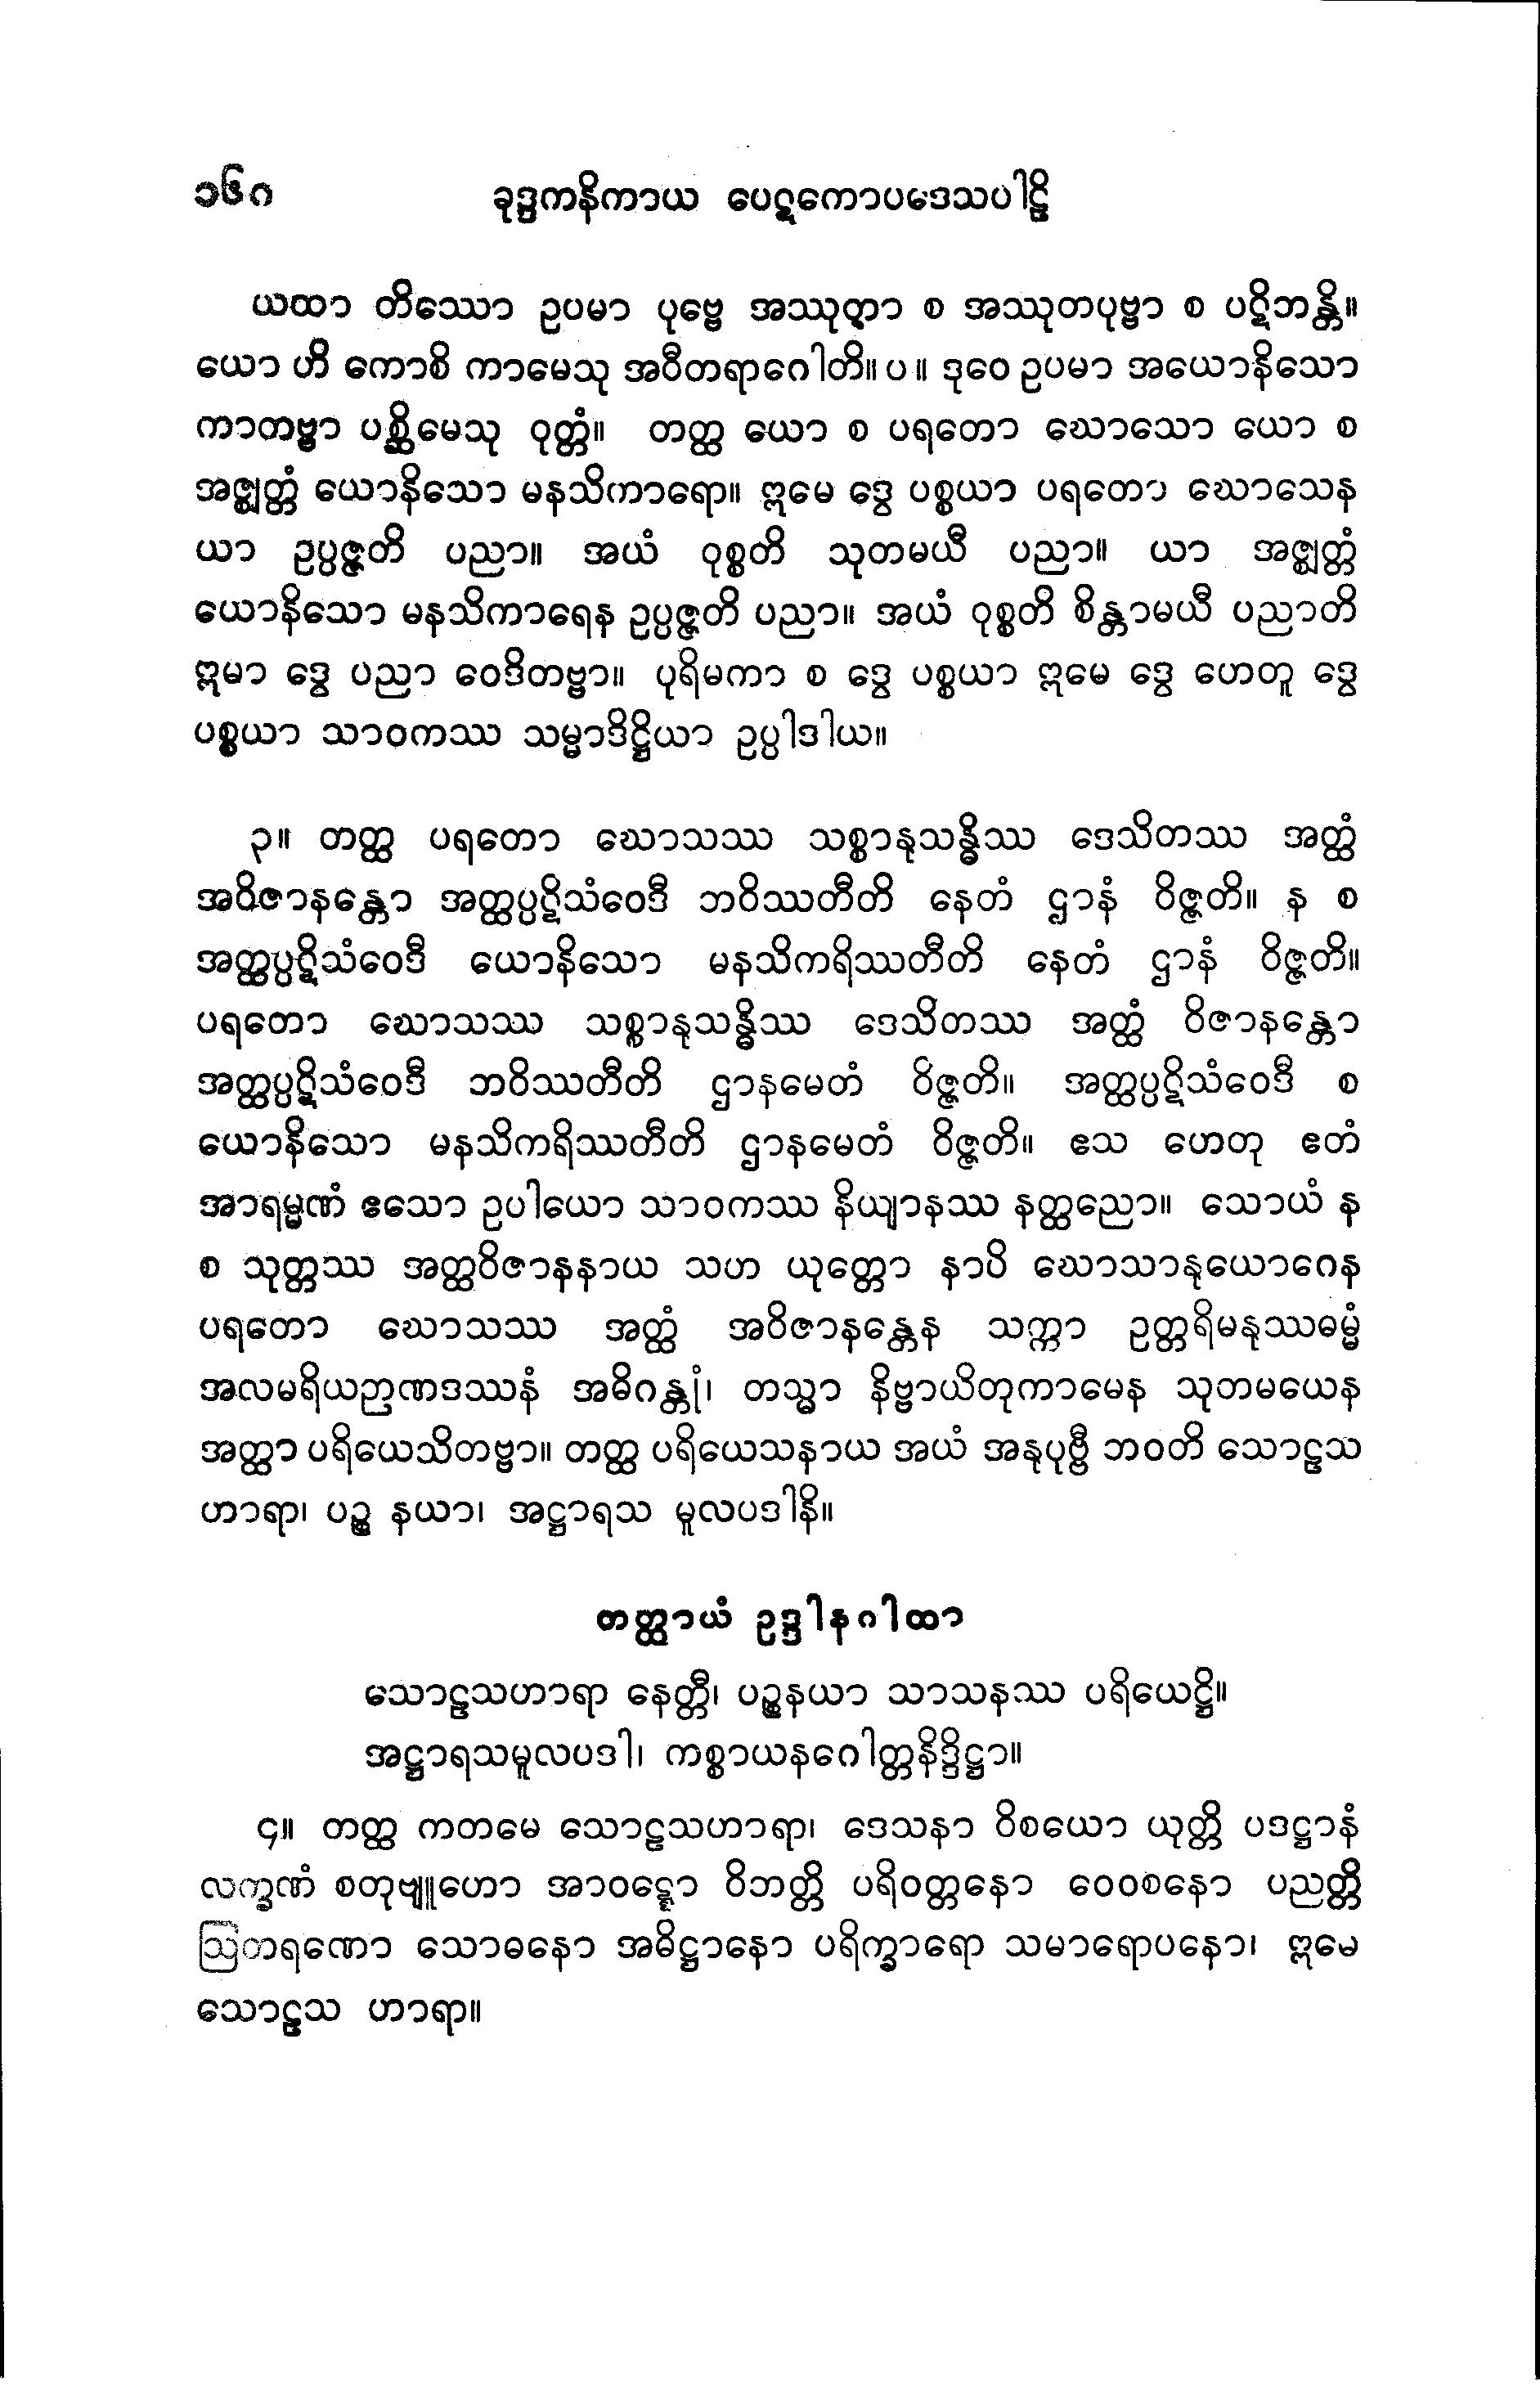 ၁၆၈ ခုဒ္ဒကနိကာယ ပေဋကောပဒေသပါဠိ
ယထာ တိဿော ဥပမာ ပုဗ္ဗေ အဿုတာ စ အဿုတပုဗ္ဗာ စ ပဋိဘန္တိ။
ယော ဟိ ကောစိ ကာမေသု အဝီတရာဂေါတိ။ ပ ။ ဒုဝေ ဥပမာ အယောနိသော
ကာတဗ္ဗာ ပစ္ဆိမေသု ဝုတ္တံ။ တတ္ထ ယော စ ပရတော ဃောသော ယော စ
အဇ္ဈတ္တံ ယောနိသော မနသိကာရော။ ဣမေ ဒွေ ပစ္စယာ ပရတော ဃောသေန
ယာ ဥပ္ပဇ္ဇတိ ပညာ။ အယံ ဝုစ္စတိ သုတမယီ ပညာ။ ယာ အဇ္ဈတ္တံ
ယောနိသော မနသိကာရေန ဥပ္ပဇ္ဇတိ ပညာ။ အယံ ဝုစ္စတိ စိန္တာမယီ ပညာတိ
ဣမာ ဒွေ ပညာ ဝေဒိတဗ္ဗာ။ ပုရိမကာ စ ဒွေ ပစ္စယာ ဣမေ ဒွေ ဟေတူ ဒွေ
ပစ္စယာ သာဝကဿ သမ္မာဒိဋ္ဌိယာ ဥပ္ပါဒါယ။
၃။ တတ္ထ ပရတော ဃောသဿ သစ္စာနုသန္ဓိဿ ဒေသိတဿ အတ္ထံ
အဝိဇာနန္တော အတ္ထပ္ပဋိသံဝေဒီ ဘဝိဿတီတိ နေတံ ဌာနံ ဝိဇ္ဇတိ။ န စ
အတ္ထပ္ပဋိသံဝေဒီ ယောနိသော မနသိကရိဿတီတိ နေတံ ဌာနံ ဝိဇ္ဇတိ။
ပရတော ဃောသဿ သစ္စာနုသန္ဓိဿ ဒေသိတဿ အတ္ထံ ဝိဇာနန္တော
အတ္ထပ္ပဋိသံဝေဒီ ဘဝိဿတီတိ ဌာနမေတံ ဝိဇ္ဇတိ။ အတ္ထပ္ပဋိသံဝေဒီ စ
ယောနိသော မနသိကရိဿတီတိ ဌာနမေတံ ဝိဇ္ဇတိ။ ဧသ ဟေတု ဧတံ
အာရမ္မဏံ ဧသော ဥပါယော သာဝကဿ နိယျာနဿ နတ္ထညော။ သောယံ န
စ သုတ္တဿ အတ္ထဝိဇာနနာယ သဟ ယုတ္တော နာပိ ဃောသာနုယောဂေန
ပရတော ဃောသဿ အတ္ထံ အဝိဇာနန္တေန သက္ကာ ဥတ္တရိမနုဿဓမ္မံ
အလမရိယဉာဏဒဿနံ အဓိဂန္တုံ၊ တသ္မာ နိဗ္ဗာယိတုကာမေန သုတမယေန
အတ္ထာ ပရိယေသိတဗ္ဗာ။ တတ္ထ ပရိယေသနာယ အယံ အနုပုဗ္ဗီ ဘဝတိ သောဠသ
ဟာရာ၊ ပဉ္စ နယာ၊ အဋ္ဌာရသ မူလပဒါနိ။
တတ္ထာယံ ဥဒ္ဒါနဂါထာ
သောဠသဟာရာ နေတ္တီ၊ ပဉ္စနယာ သာသနဿ ပရိယေဋ္ဌိ။
အဋ္ဌာရသမူလပဒါ၊ ကစ္စာယနဂေါတ္တနိဒ္ဒိဋ္ဌာ။
၄။ တတ္ထ ကတမေ သောဠသဟာရာ၊ ဒေသနာ ဝိစယော ယုတ္တိ ပဒဋ္ဌာနံ
လက္ခဏံ စတုဗျူဟော အာဝဋ္ဋော ဝိဘတ္တိ ပရိဝတ္တနော ဝေဝစနော ပညတ္တိ
ဩတရဏော သောဓနော အဓိဋ္ဌာနော ပရိက္ခာရော သမာရောပနော၊ ဣမေ
သောဠသ ဟာရာ။